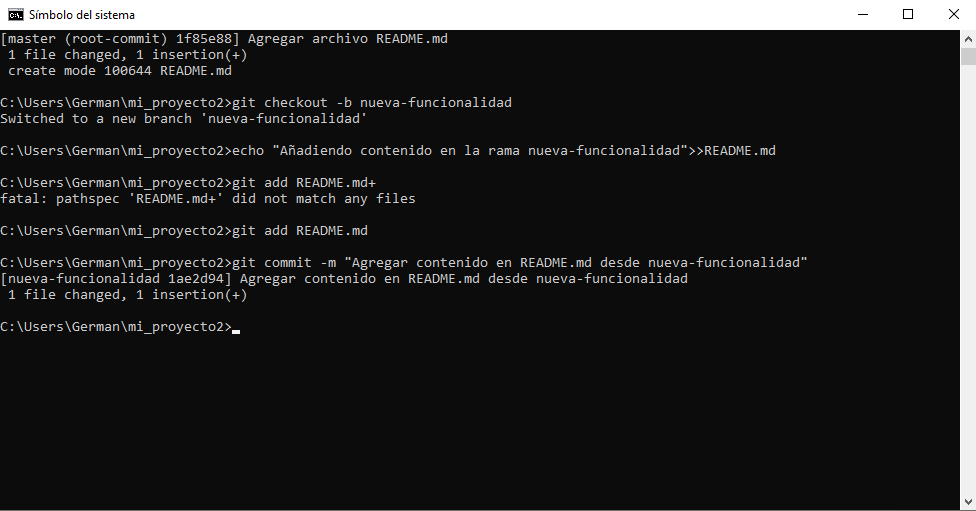 Símbolo del sistema
[master (root-commit) 1f85e88] Agregar archivo README.md
 1 file changed, 1 insertion(+)
 create mode 100644 README.md
C:\Users\German\mi_proyecto2>git checkout -b nueva-funcionalidad
Switched to a new branch 'nueva-funcionalidad'
C:\Users\German\mi_proyecto2>echo "Añadiendo contenido en la rama nueva-funcionalidad">>README.md
C:\Users\German\mi_proyecto2>git add README.md+
fatal: pathspec 'README.md+' did not match any files
C:\Users\German\mi_proyecto2>git add README.md
C:\Users\German\mi_proyecto2>git commit -m "Agregar contenido en README.md desde nueva-funcionalidad"
[nueva-funcionalidad 1ae2d94] Agregar contenido en README.md desde nueva-funcionalidad
 1 file changed, 1 insertion(+)
C:\Users\German\mi_proyecto2>